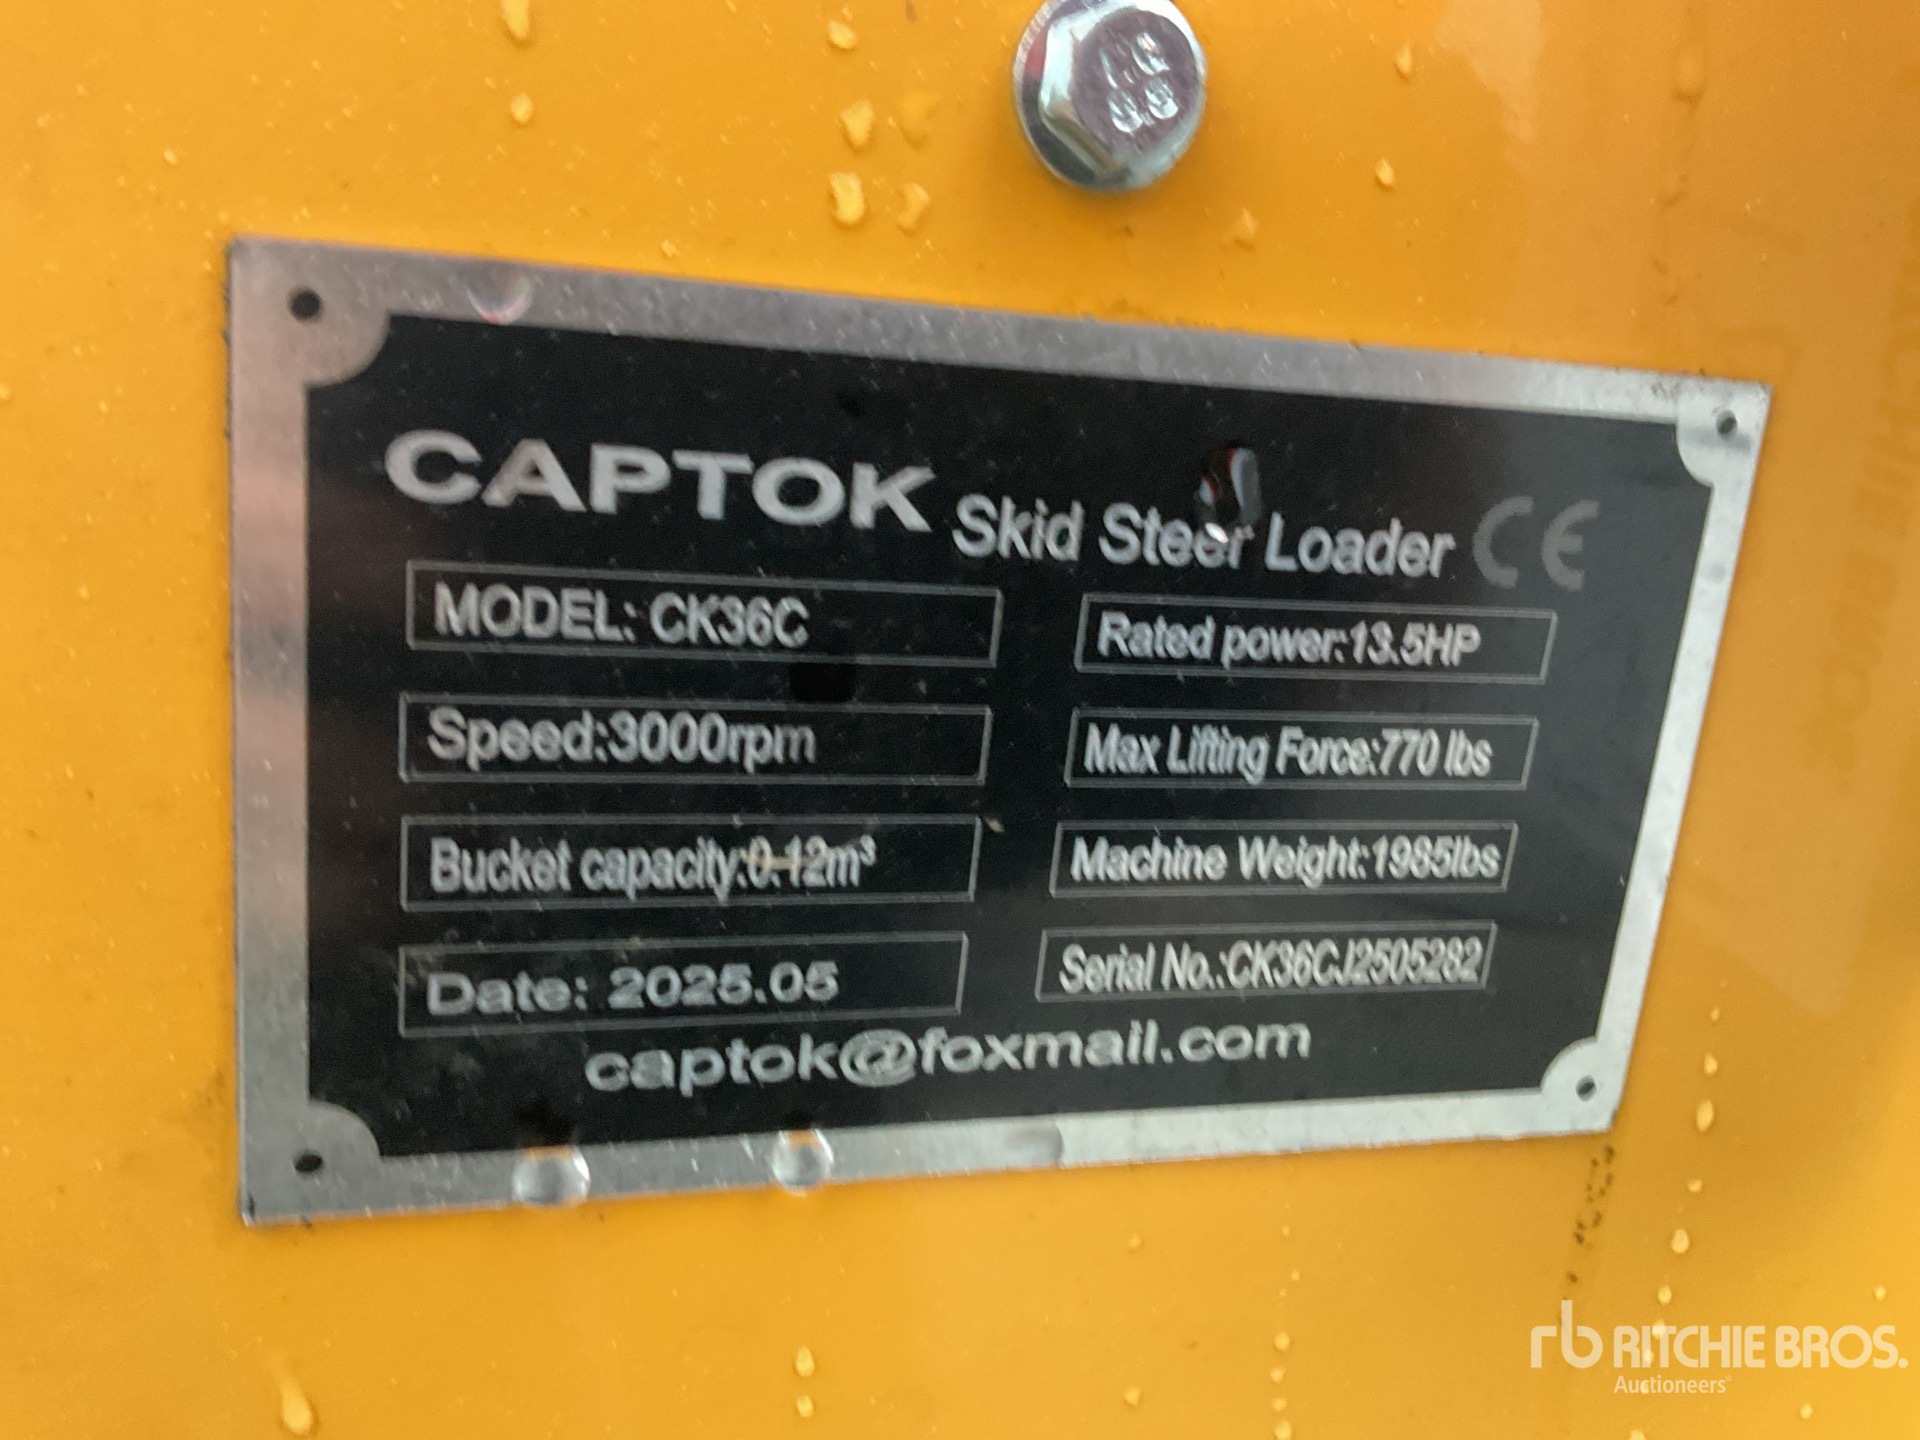 CAPTOK Skid Steer Loader CE
MODEL: CK36C
Rated power:13.5HP
Speed:3000rpm
Max Lifting Force:770 lbs
Bucket capacity:0.12m³
Machine Weight:1985lbs
Date: 2025.05
Serial No.:CK36CJ2505282
captok@foxmail.com
rb RITCHIE BROS.
Auctioneers